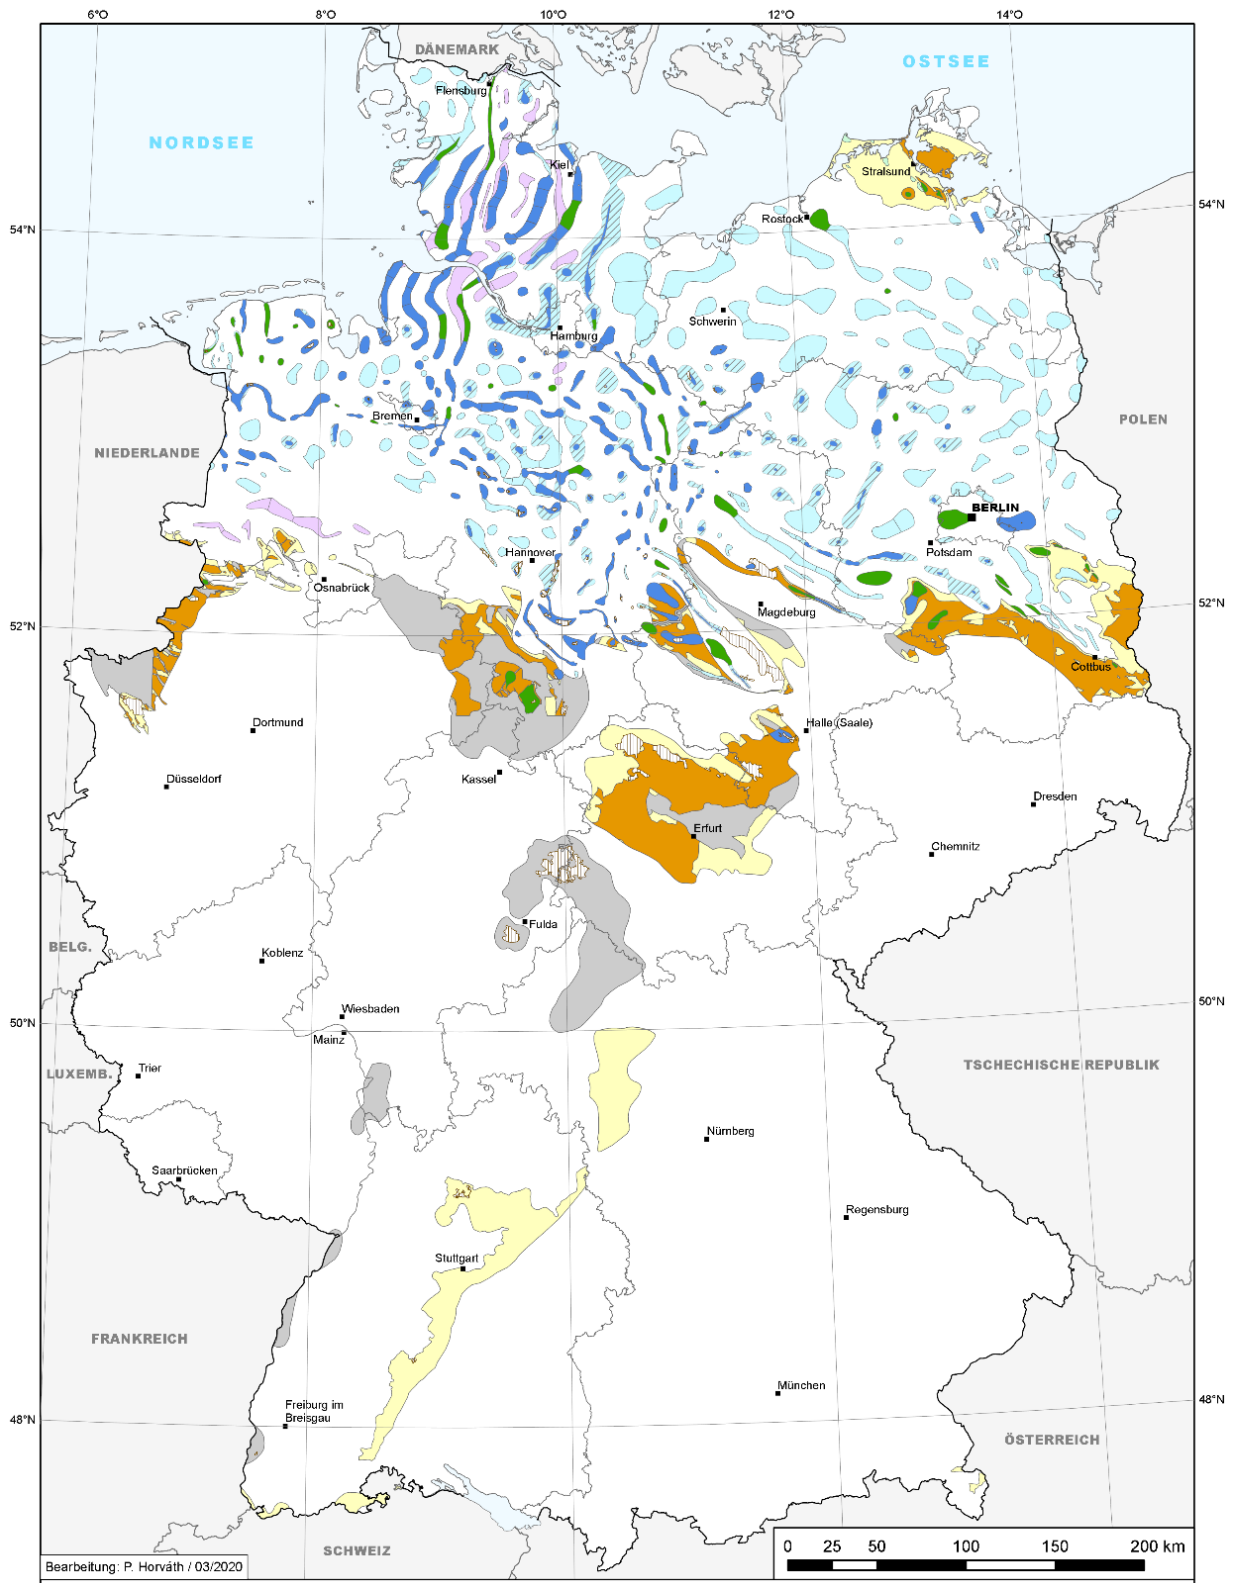 6°O 8°O 10°O 12°O 14°O
DÄNEMARK
OSTSEE
Flensburg
NORDSEE
Kiel
Stralsund
54°N
54°N
Rostock
Schwerin
Hamburg
Bremen
POLEN
NIEDERLANDE
BERLIN
Potsdam
Hannover
Osnabrück
Magdeburg
52°N
52°N
Cottbus
Dortmund
Halle (Saale)
Kassel
Düsseldorf
Dresden
Erfurt
Chemnitz
Fulda
BELG.
Koblenz
50°N
50°N
Wiesbaden
Mainz
LUXEMB.
Trier
TSCHECHISCHE REPUBLIK
Nürnberg
Saarbrücken
Regensburg
Stuttgart
FRANKREICH
München
Freiburg im
Breisgau
48°N
48°N
ÖSTERREICH
SCHWEIZ
0 25 50 100 150 200 km
Bearbeitung: P. Horváth / 03/2020